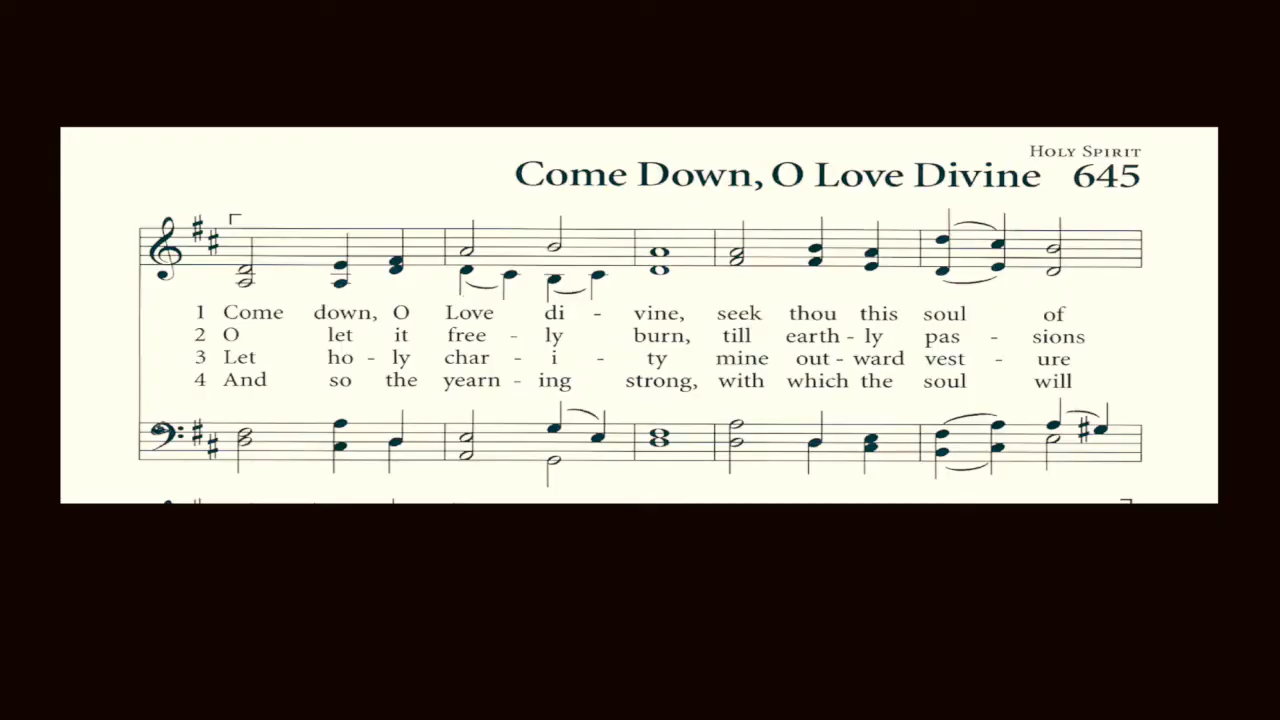 HOLY SPIRIT
Come Down, O Love Divine 645
1 Come down, O Love di - vine, seek thou this soul of
2 O let it free - ly burn, till earth - ly pas - sions
3 Let ho - ly char - i - ty mine out - ward vest - ure
4 And so the yearn - ing strong, with which the soul will